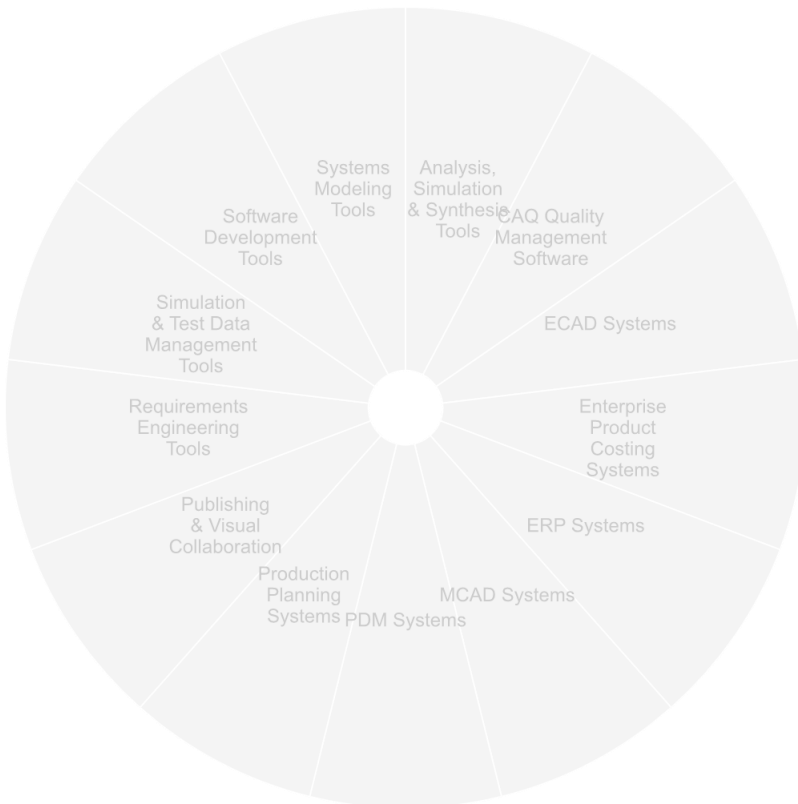 Systems
Modeling
Tools
Analysis,
Simulation
& Synthesis
Tools
CAQ Quality
Management
Software
ECAD Systems
Enterprise
Product
Costing
Systems
ERP Systems
MCAD Systems
PDM Systems
Production
Planning
Systems
Publishing
& Visual
Collaboration
Requirements
Engineering
Tools
Simulation
& Test Data
Management
Tools
Software
Development
Tools